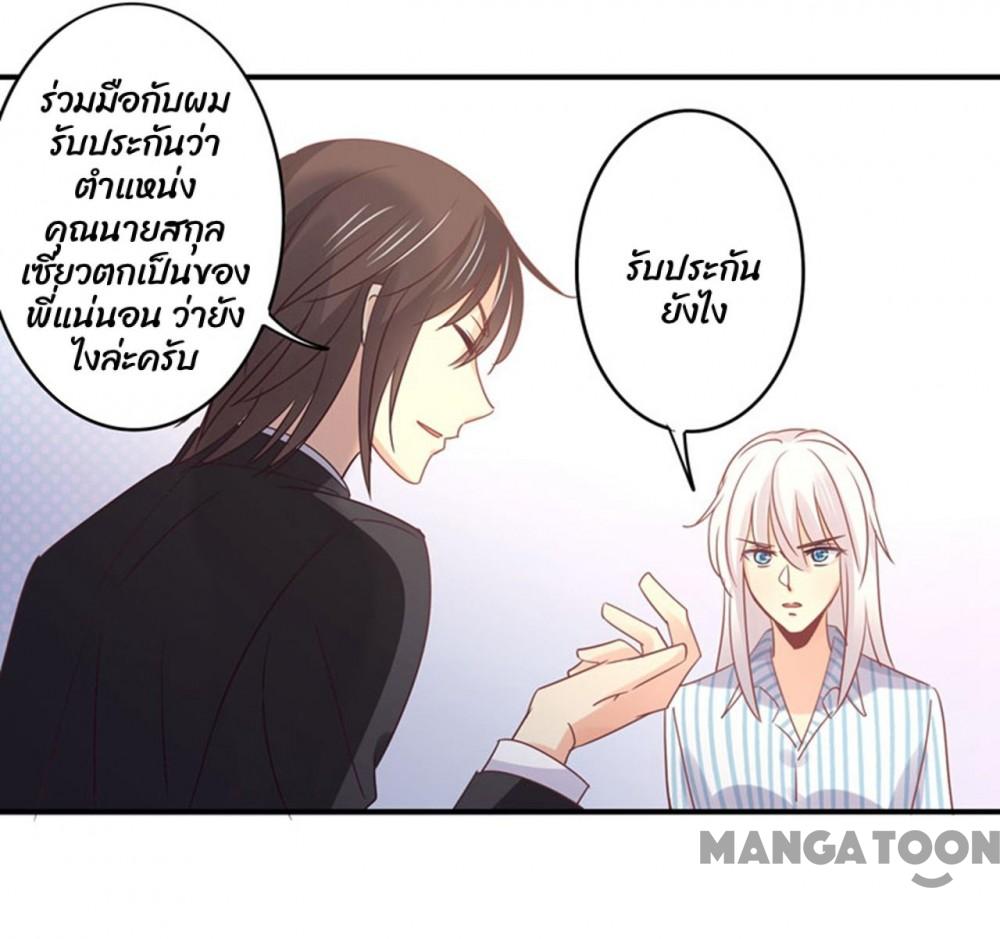 ร่วมมือกับผม
รับประกันว่า
ตำแหน่ง
คุณนายสกุล
เซียวตกเป็นของ
พี่แน่นอน ว่ายัง
ไงล่ะครับ
รับประกัน
ยังไง
MANGATOON